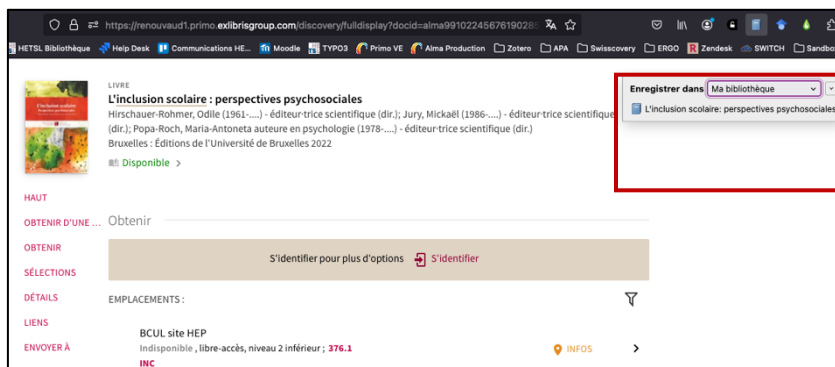 https://renouvaud1.primo.exlibrisgroup.com/discovery/fulldisplay?docid=alma99102245676190285
HETSL Bibliothèque Help Desk Communications HE... Moodle TYPO3 Primo VE Alma Production Zotero APA Swisscovery ERGO Zendesk SWITCH Sandbox
LIVRE
L'inclusion scolaire : perspectives psychosociales
Hirschauer-Rohmer, Odile (1961-....) - éditeur·trice scientifique (dir.); Jury, Mickaël (1986-....) - éditeur·trice scientifique
(dir.); Popa-Roch, Maria-Antoneta auteure en psychologie (1978-....) - éditeur·trice scientifique (dir.)
Bruxelles : Éditions de l'Université de Bruxelles 2022
Disponible >
Enregistrer dans Ma bibliothèque
L'inclusion scolaire: perspectives psychosociales
HAUT
OBTENIR D'UNE ...
OBTENIR
SÉLECTIONS
DÉTAILS
LIENS
ENVOYER À
Obtenir
S'identifier pour plus d'options S'identifier
EMPLACEMENTS :
BCUL site HEP
Indisponible , libre-accès, niveau 2 inférieur ; 376.1
INC
INFOS